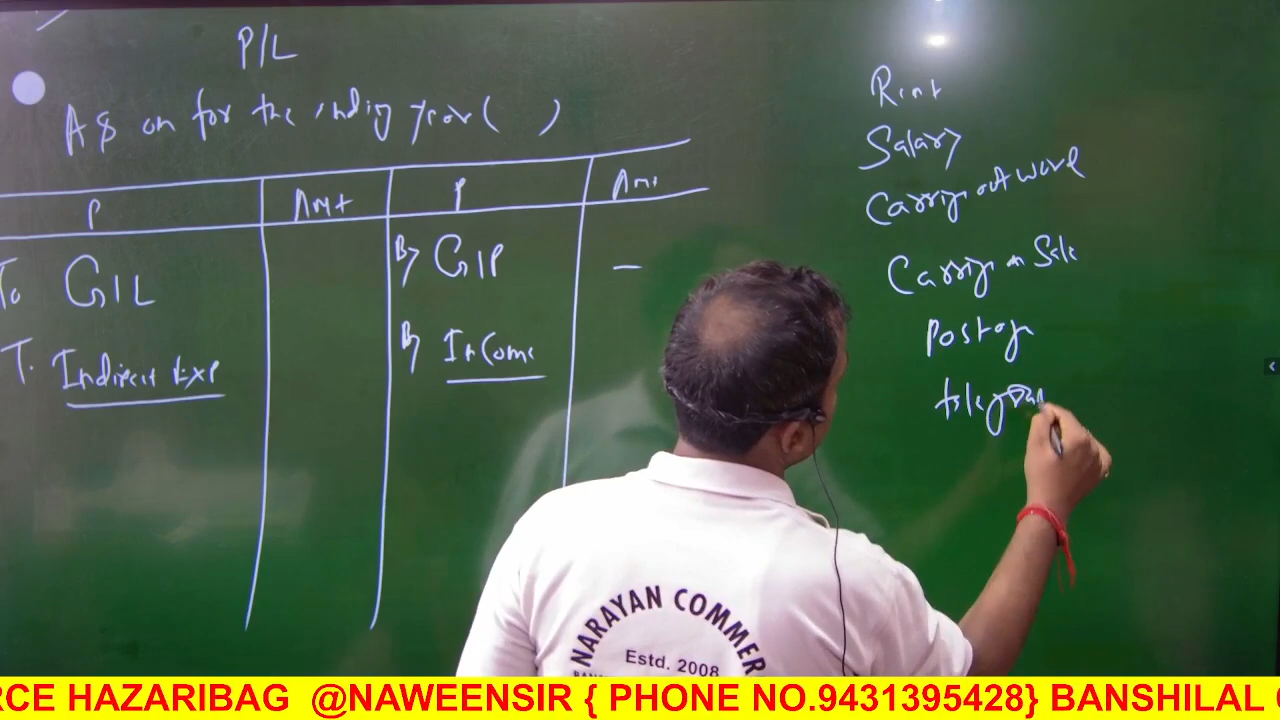 P/L
A$ on for the ending year ( )
P Amt P Amt
To G/L By G/P —
To Indirect Exp By Income
Rent
Salary
Carriage outward
Carriage on Sale
Postage
telegram
NARAYAN COMMER
Estd. 2008
RCE HAZARIBAG @NAWEENSIR { PHONE NO.9431395428} BANSHILAL